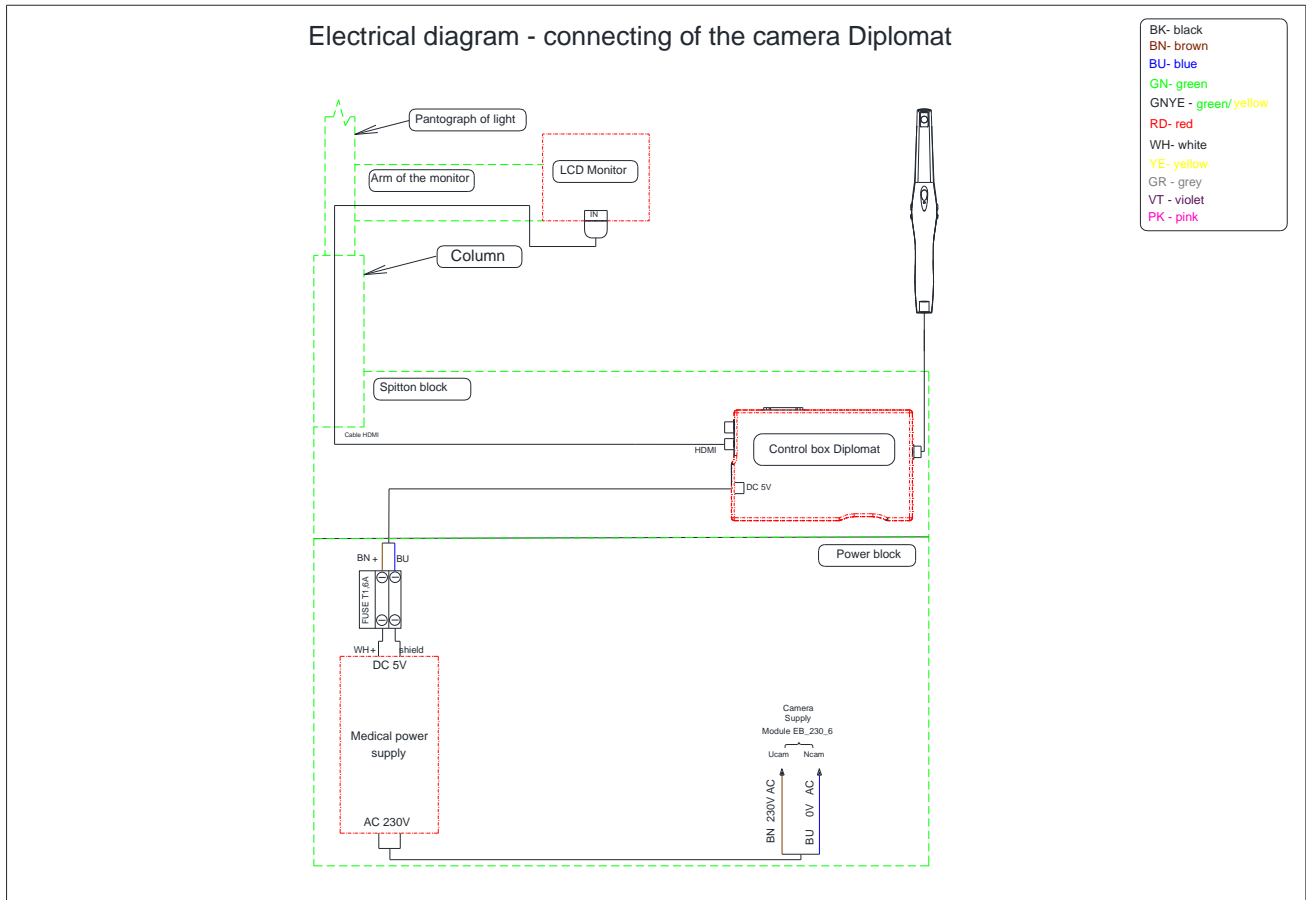 Electrical diagram - connecting of the camera Diplomat
BK- black
BN- brown
BU- blue
GN- green
GNYE - green/yellow
RD- red
WH- white
YE- yellow
GR - grey
VT - violet
PK - pink
Pantograph of light
Arm of the monitor
LCD Monitor
IN
Column
Spitton block
Cable HDMI
HDMI
Control box Diplomat
DC 5V
Power block
BN + BU
FUSE T1,6A
WH+ shield
DC 5V
Medical power
supply
AC 230V
Camera
Supply
Module EB_230_6
Ucam Ncam
BN 230V AC
BU 0V AC